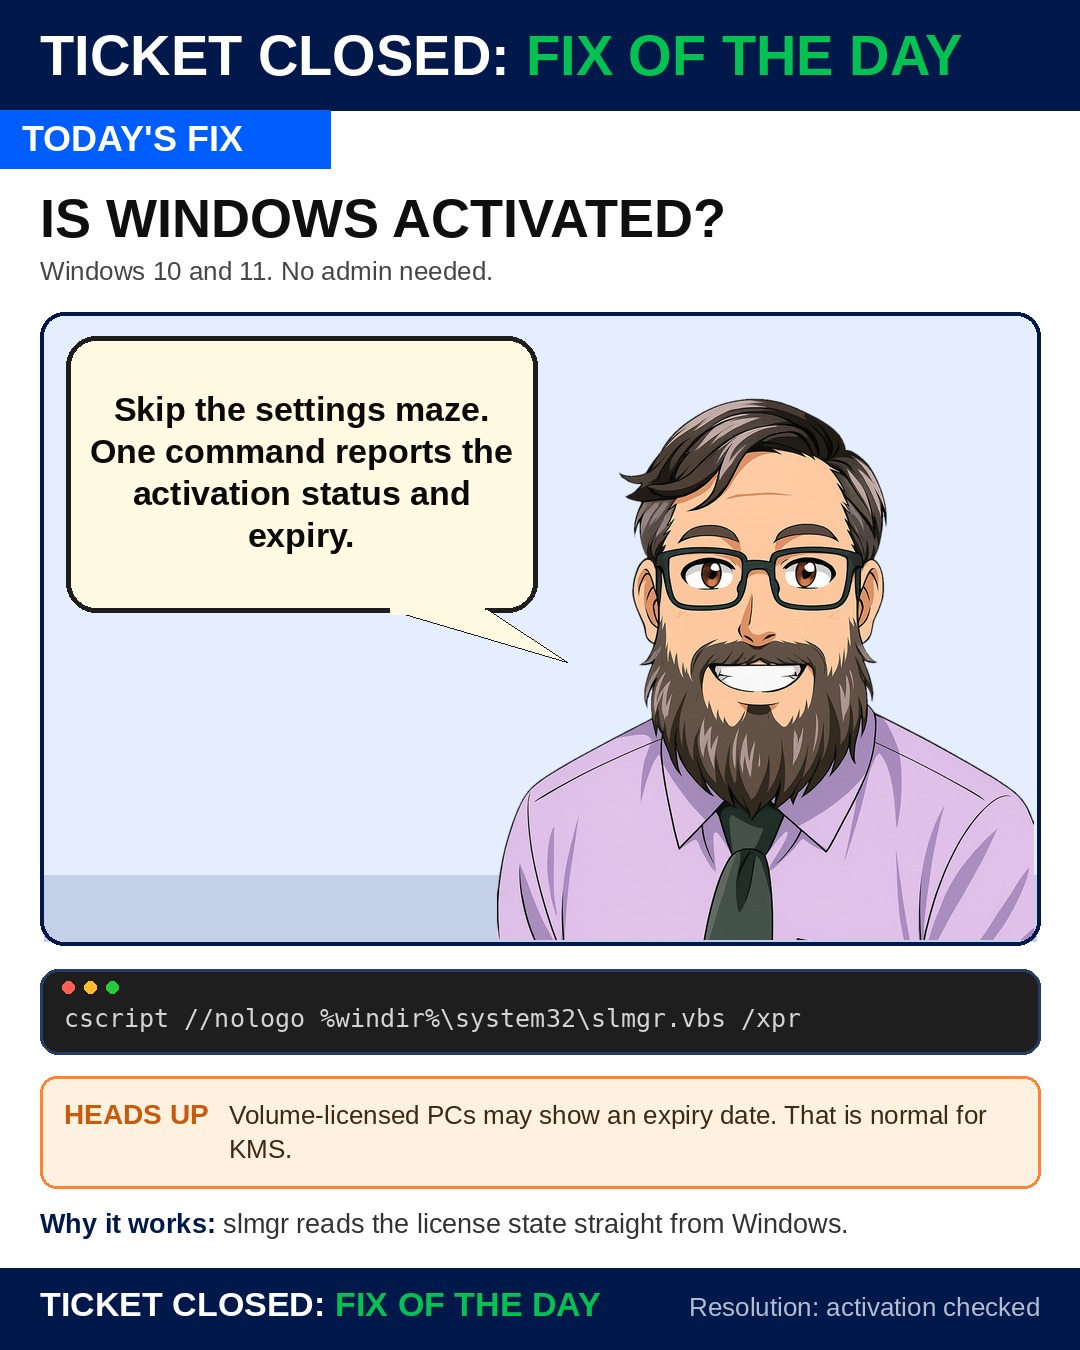 TICKET CLOSED: FIX OF THE DAY
TODAY'S FIX
IS WINDOWS ACTIVATED?
Windows 10 and 11. No admin needed.
Skip the settings maze.
One command reports the
activation status and
expiry.
cscript //nologo %windir%\system32\slmgr.vbs /xpr
HEADS UP Volume-licensed PCs may show an expiry date. That is normal for
KMS.
Why it works: slmgr reads the license state straight from Windows.
TICKET CLOSED: FIX OF THE DAY Resolution: activation checked